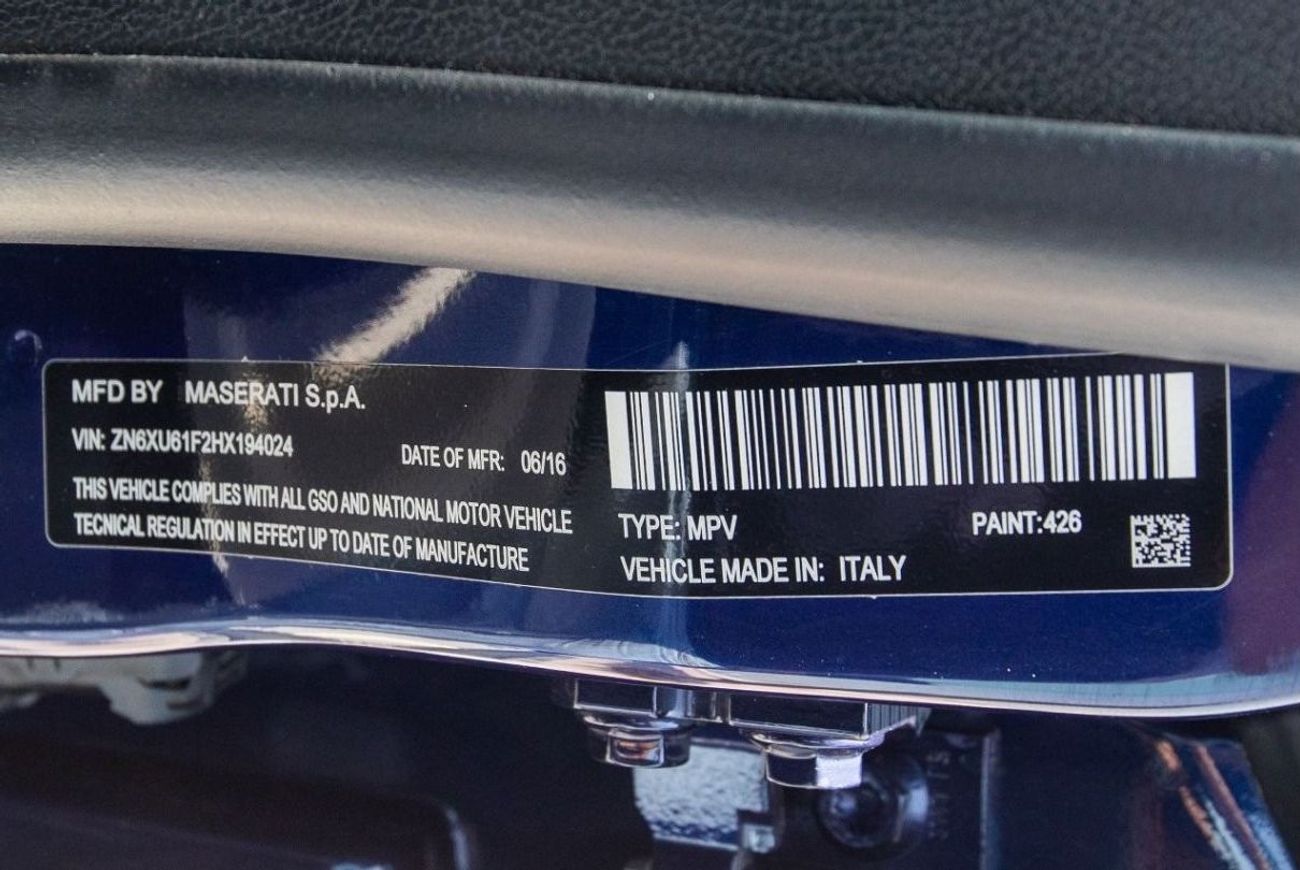 MFD BY MASERATI S.p.A.
VIN: ZN6XU61F2HX194024
DATE OF MFR: 06/16
THIS VEHICLE COMPLIES WITH ALL GSO AND NATIONAL MOTOR VEHICLE
TECNICAL REGULATION IN EFFECT UP TO DATE OF MANUFACTURE
TYPE: MPV
PAINT:426
VEHICLE MADE IN: ITALY